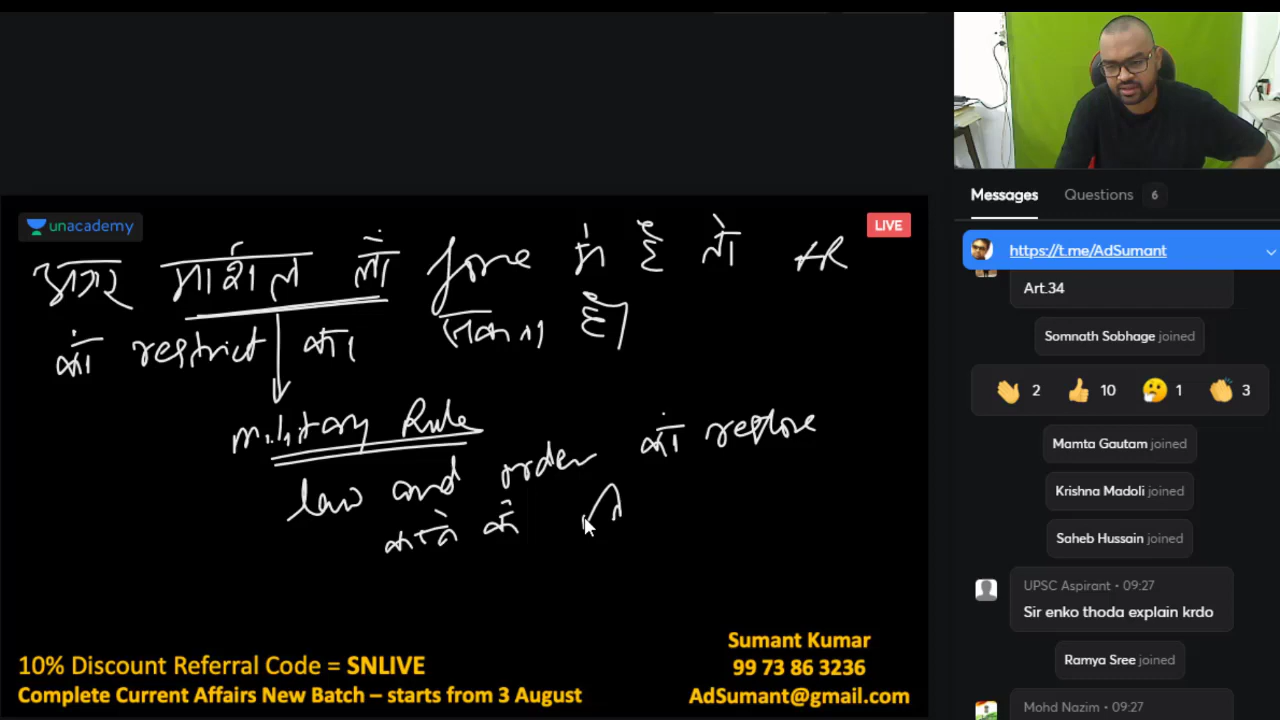 unacademy
LIVE
अगर मार्शल लॉ force में है तो FR
को restrict का सकता है।
military Rule
law and order को restore
करने के लि
10% Discount Referral Code = SNLIVE
Complete Current Affairs New Batch – starts from 3 August
Sumant Kumar
99 73 86 3236
AdSumant@gmail.com
Messages Questions 6
https://t.me/AdSumant
Art.34
Somnath Sobhage joined
2 10 1 3
Mamta Gautam joined
Krishna Madoli joined
Saheb Hussain joined
UPSC Aspirant • 09:27
Sir enko thoda explain krdo
Ramya Sree joined
Mohd Nazim • 09:27